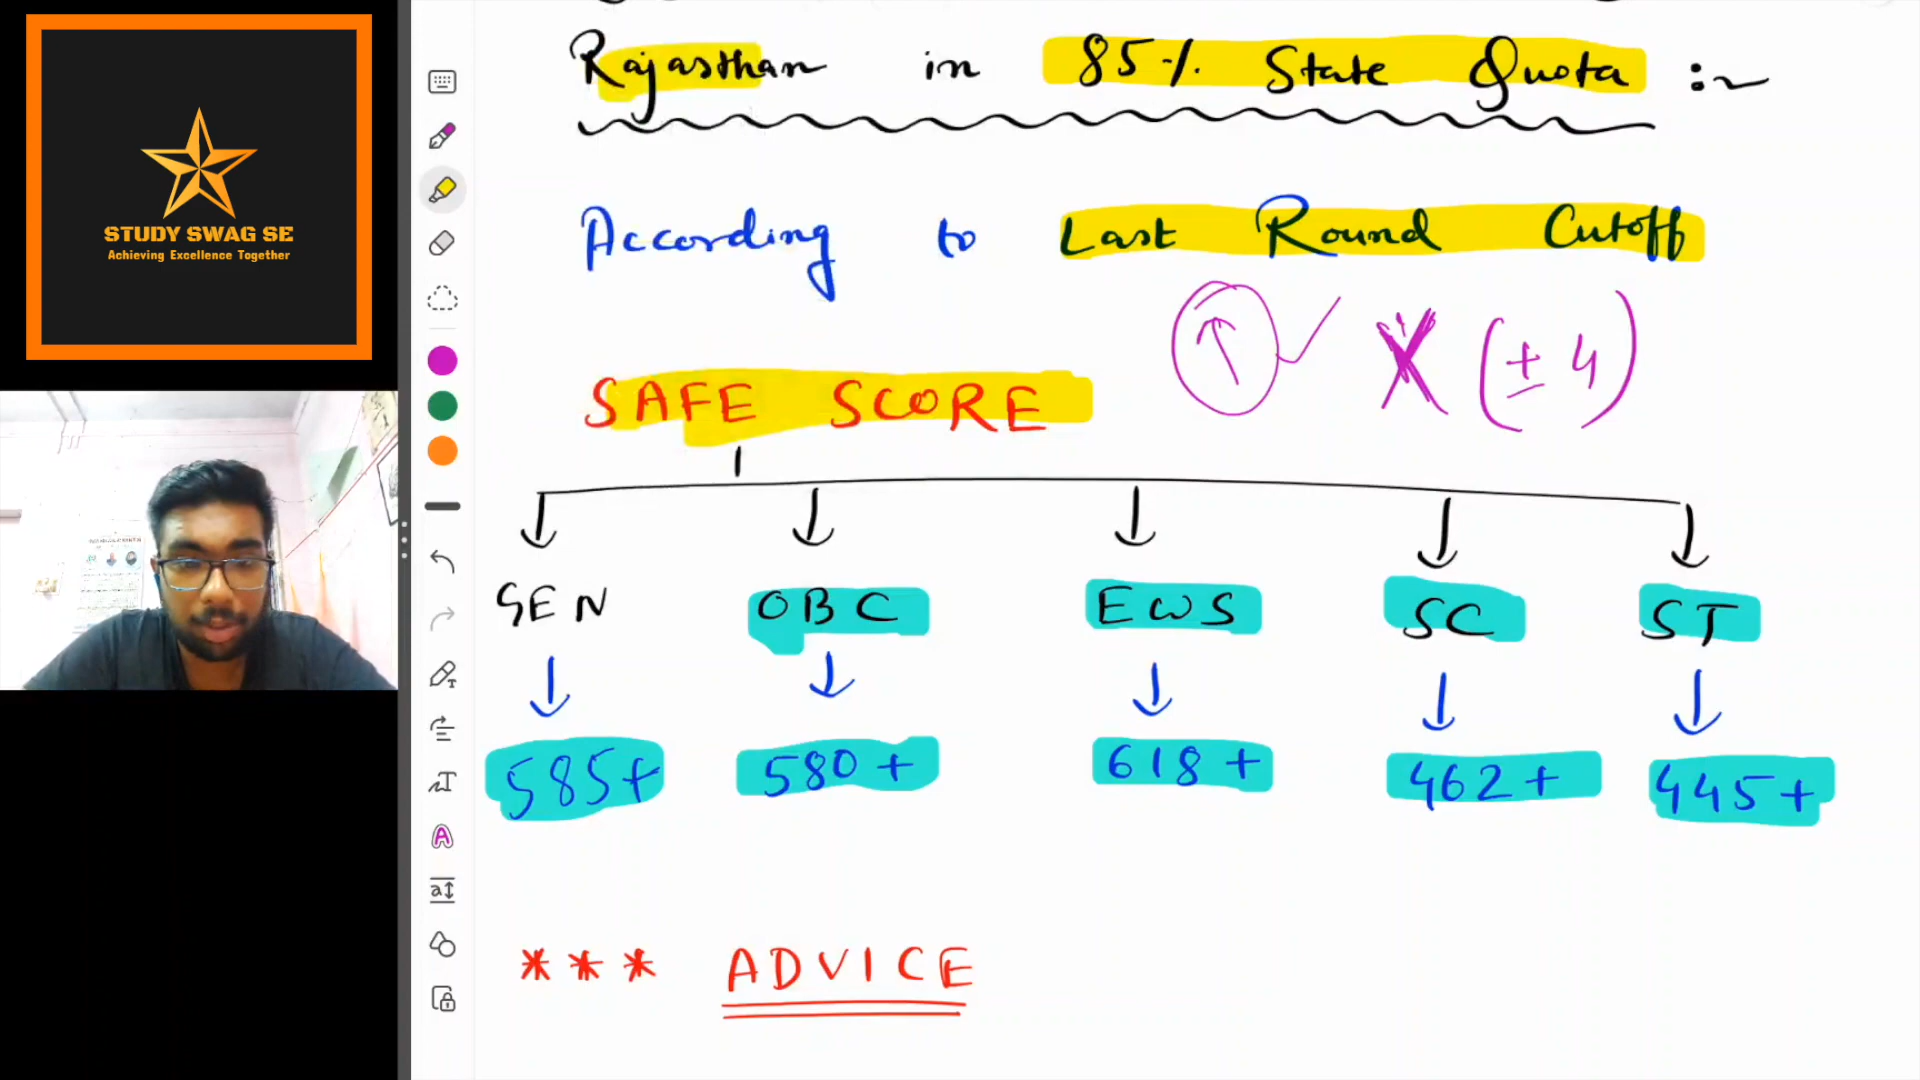 STUDY SWAG SE
Achieving Excellence Together
Rajasthan in 85% State Quota :~
According to Last Round Cutoff
↑ ✓ X (± 4)
SAFE SCORE
GEN OBC EWS SC ST
585+ 580+ 618+ 462+ 445+
*** ADVICE